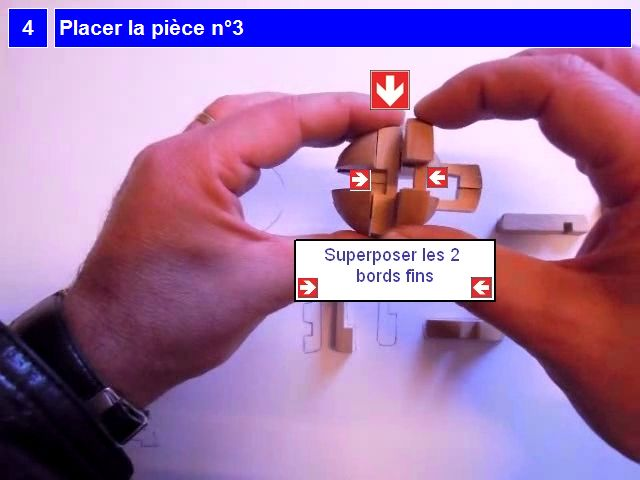 4 Placer la pièce n°3
Superposer les 2
bords fins